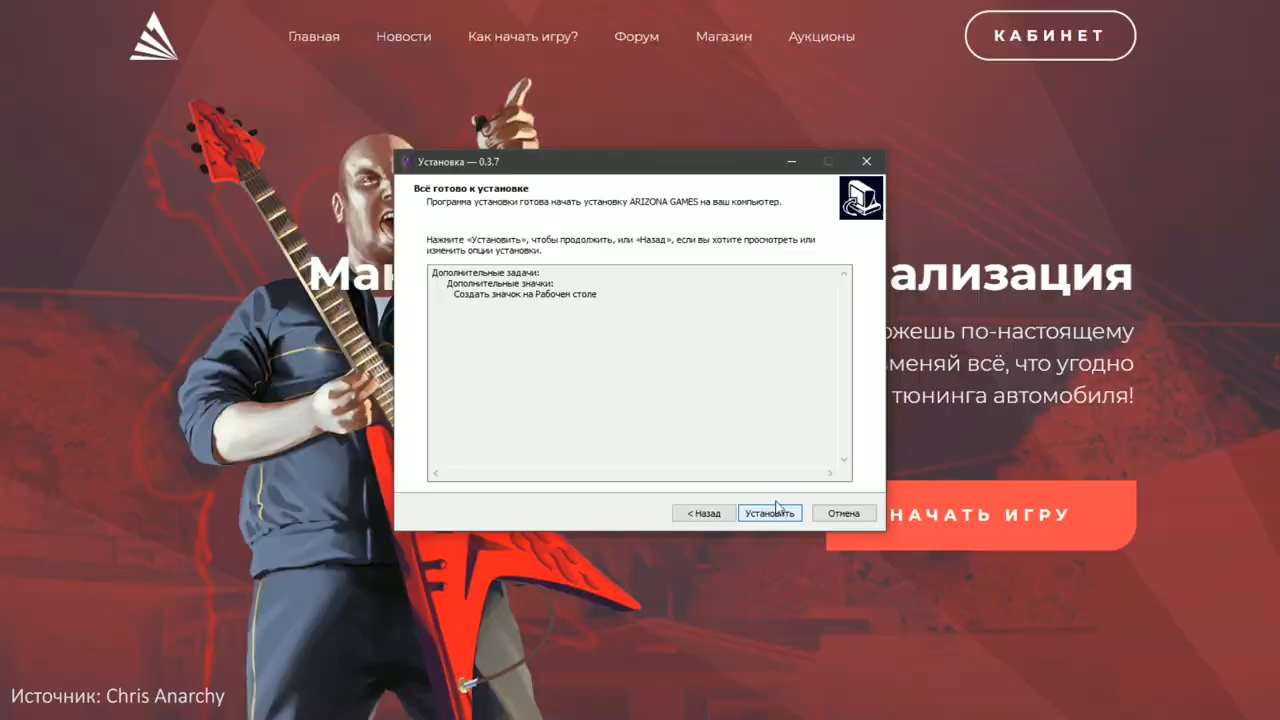 Главная Новости Как начать игру? Форум Магазин Аукционы КАБИНЕТ
Установка — 0.3.7
Всё готово к установке
Программа установки готова начать установку ARIZONA GAMES на ваш компьютер.
Нажмите «Установить», чтобы продолжить, или «Назад», если вы хотите просмотреть или
изменить опции установки.
Дополнительные задачи:
Дополнительные значки:
Создать значок на Рабочем столе
< Назад Установить Отмена
ализация
по-настоящему
всё, что угодно
тюнинга автомобиля!
НАЧАТЬ ИГРУ
Источник: Chris Anarchy